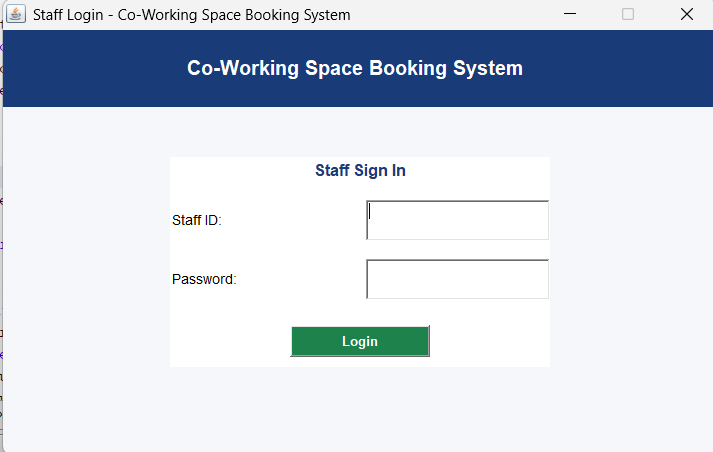 Staff Login - Co-Working Space Booking System
Co-Working Space Booking System
Staff Sign In
Staff ID:
Password:
Login